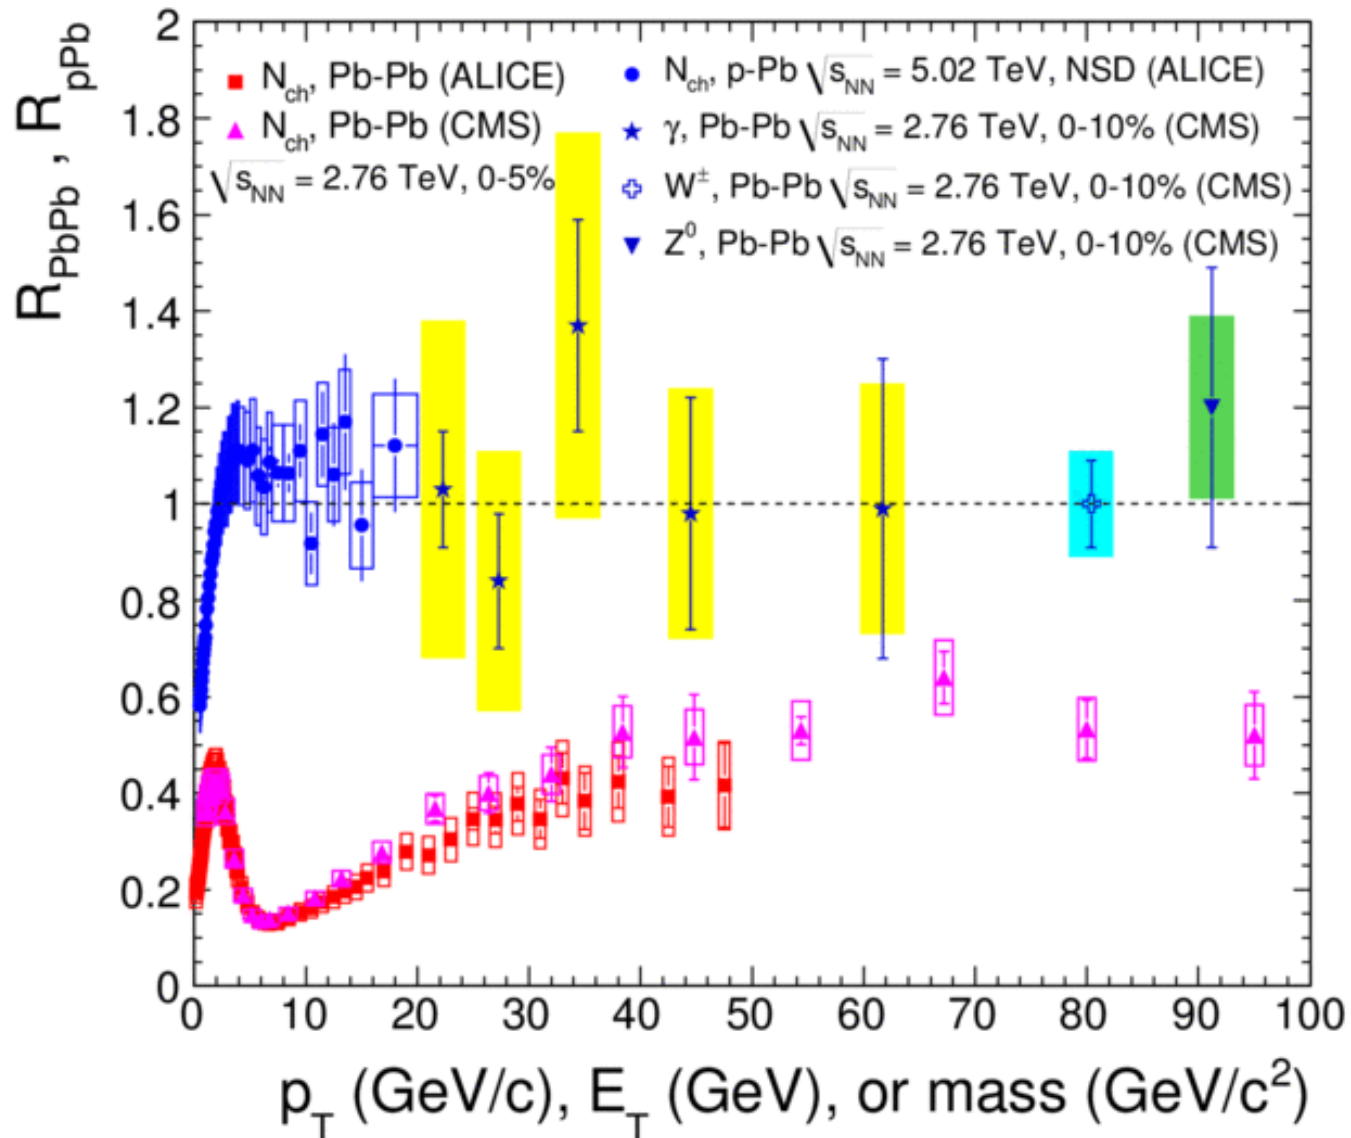 R_PbPb , R_pPb
2
1.8
1.6
1.4
1.2
1
0.8
0.6
0.4
0.2
0
N_ch, Pb-Pb (ALICE)
N_ch, Pb-Pb (CMS)
√s_NN = 2.76 TeV, 0-5%
N_ch, p-Pb √s_NN = 5.02 TeV, NSD (ALICE)
γ, Pb-Pb √s_NN = 2.76 TeV, 0-10% (CMS)
W^±, Pb-Pb √s_NN = 2.76 TeV, 0-10% (CMS)
Z^0, Pb-Pb √s_NN = 2.76 TeV, 0-10% (CMS)
0 10 20 30 40 50 60 70 80 90 100
p_T (GeV/c), E_T (GeV), or mass (GeV/c²)